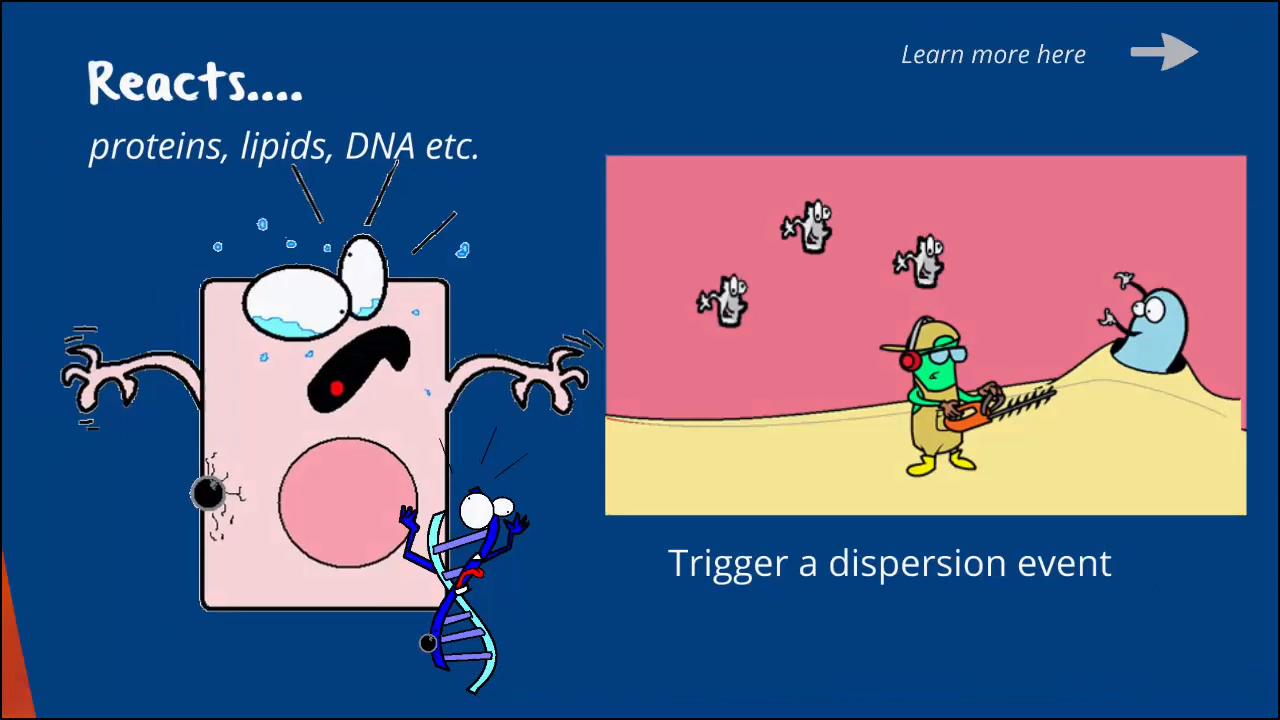 Learn more here
Reacts....
proteins, lipids, DNA etc.
Trigger a dispersion event